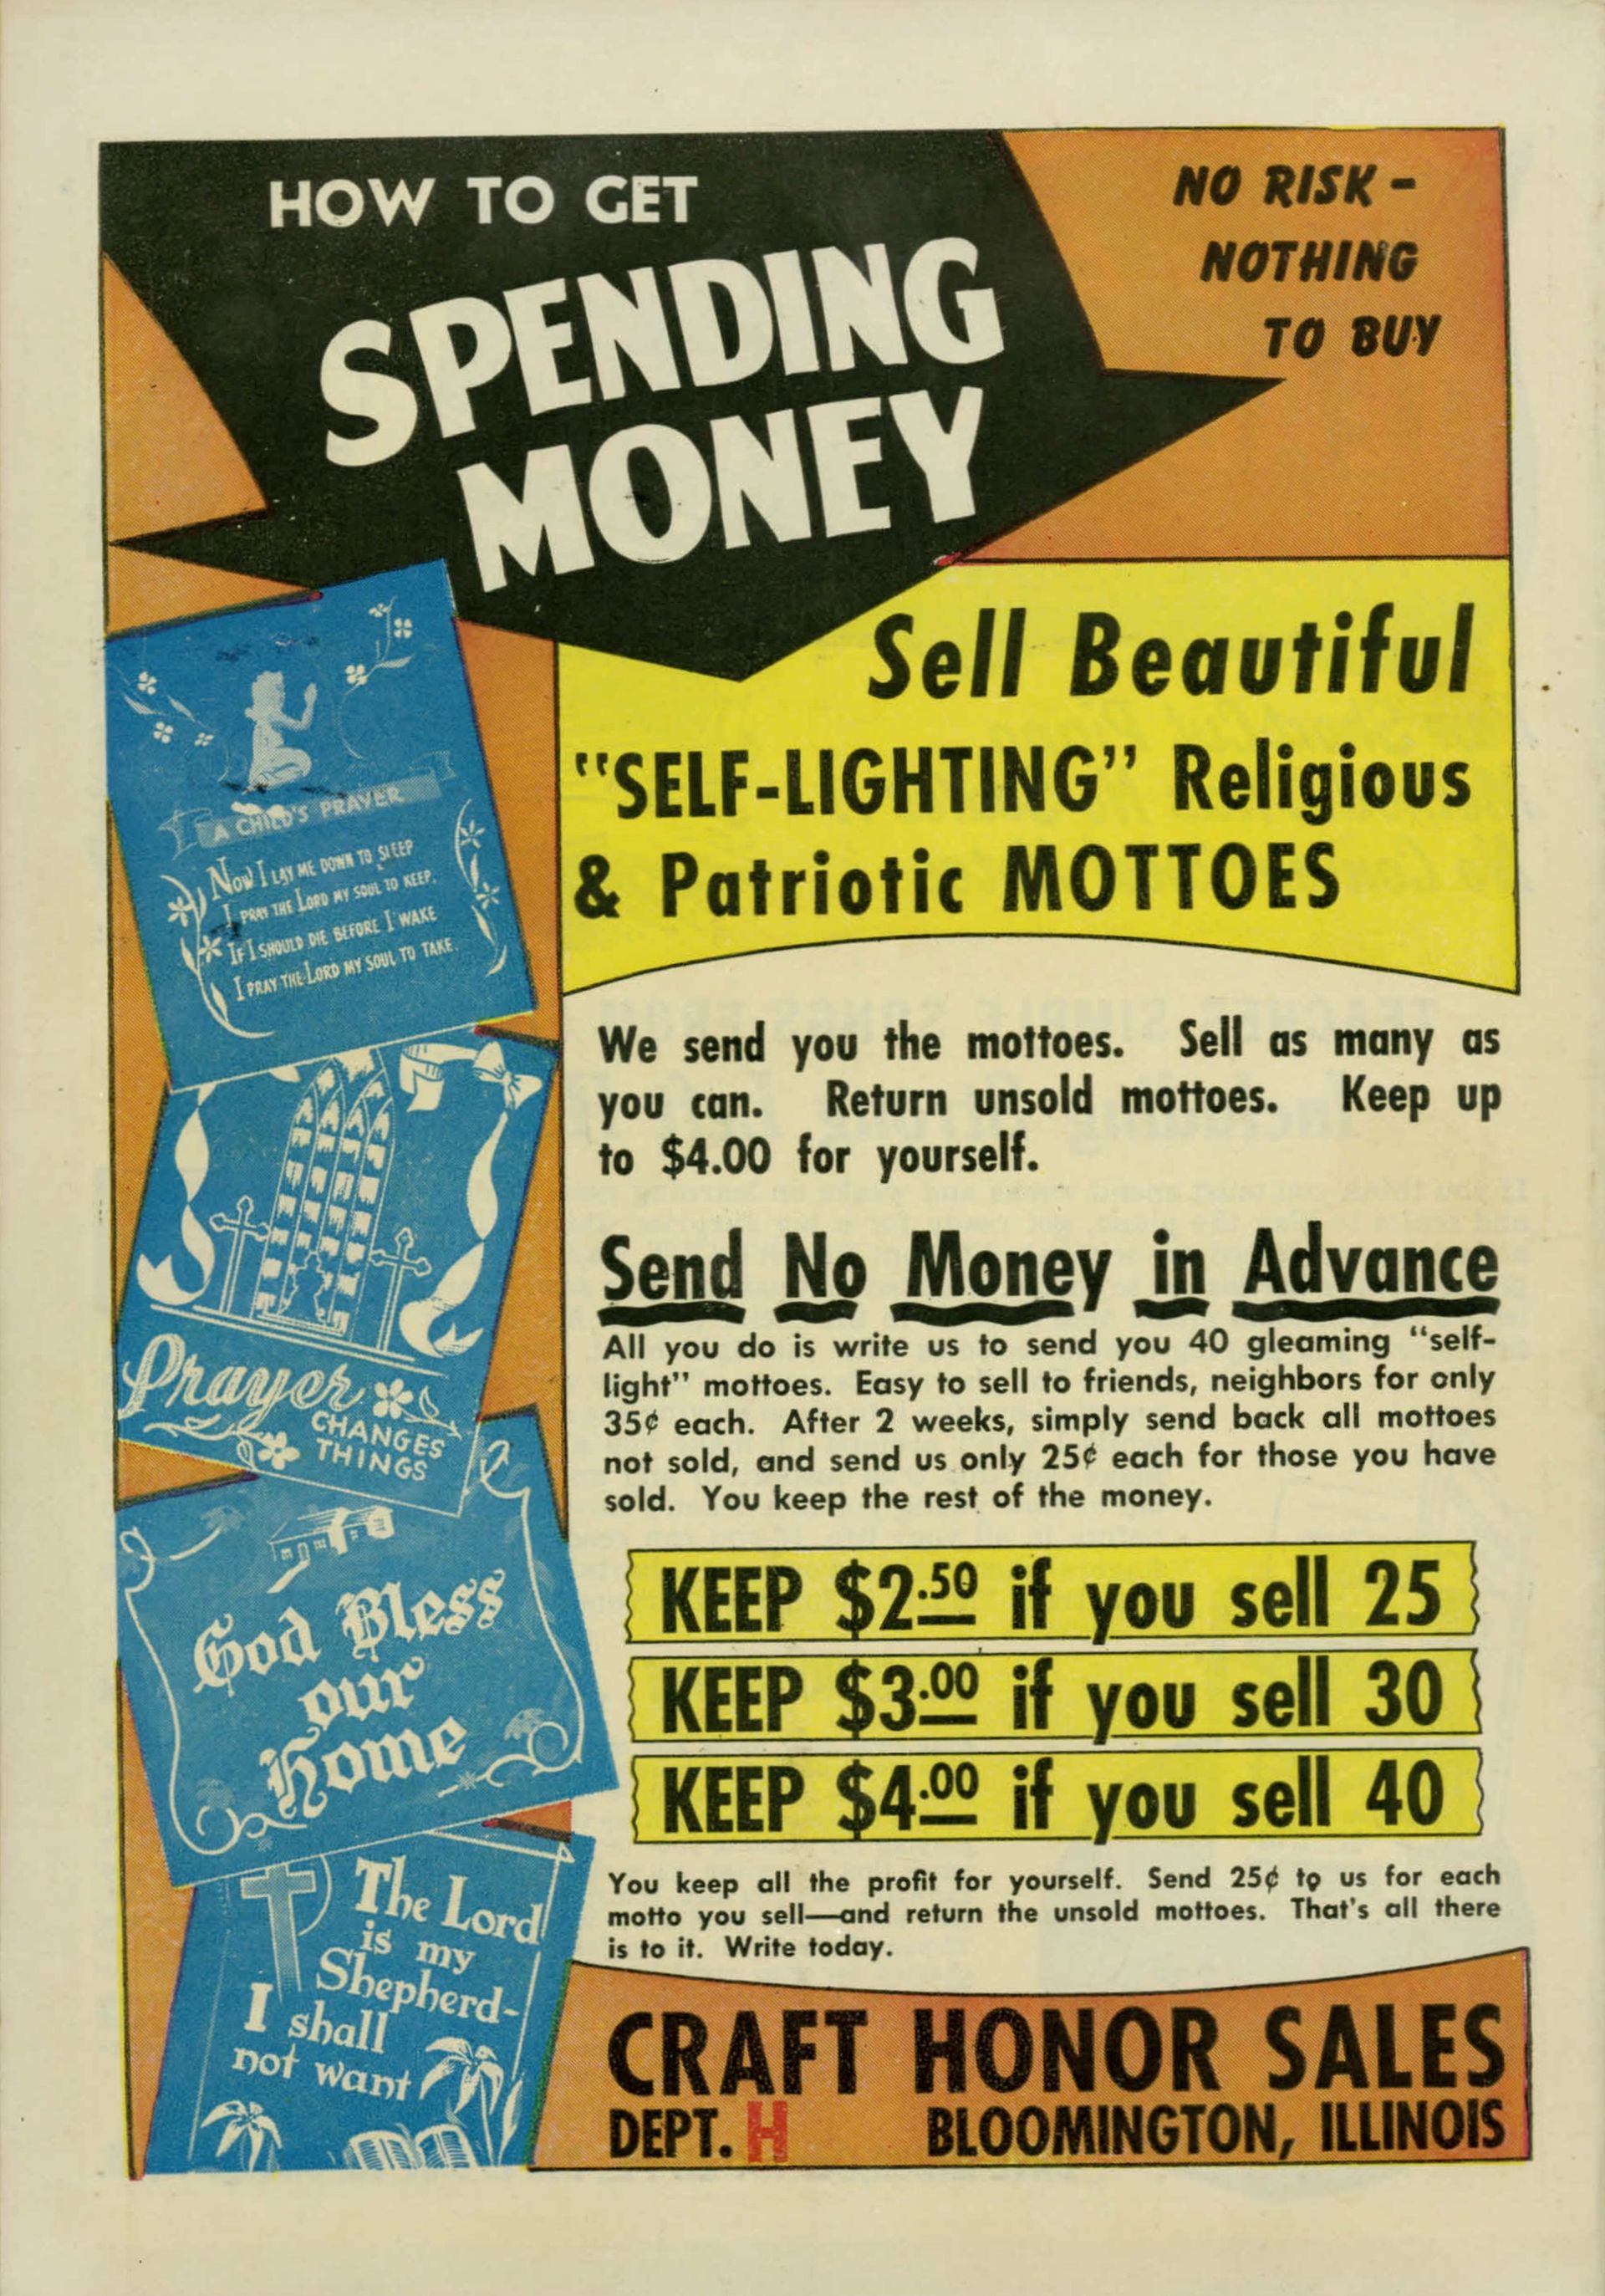 HOW TO GET
SPENDING
MONEY
NO RISK -
NOTHING
TO BUY
Sell Beautiful
"SELF-LIGHTING" Religious
& Patriotic MOTTOES
We send you the mottoes. Sell as many as
you can. Return unsold mottoes. Keep up
to $4.00 for yourself.
Send No Money in Advance
All you do is write us to send you 40 gleaming "self-
light" mottoes. Easy to sell to friends, neighbors for only
35¢ each. After 2 weeks, simply send back all mottoes
not sold, and send us only 25¢ each for those you have
sold. You keep the rest of the money.
KEEP $2.50 if you sell 25
KEEP $3.00 if you sell 30
KEEP $4.00 if you sell 40
You keep all the profit for yourself. Send 25¢ to us for each
motto you sell—and return the unsold mottoes. That's all there
is to it. Write today.
CRAFT HONOR SALES
DEPT. H BLOOMINGTON, ILLINOIS
A CHILD'S PRAYER
NOW I LAY ME DOWN TO SLEEP
I PRAY THE LORD MY SOUL TO KEEP.
IF I SHOULD DIE BEFORE I WAKE
I PRAY THE LORD MY SOUL TO TAKE.
Prayer
CHANGES
THINGS
God Bless
our
Home
The Lord
is my
Shepherd-
I shall
not want